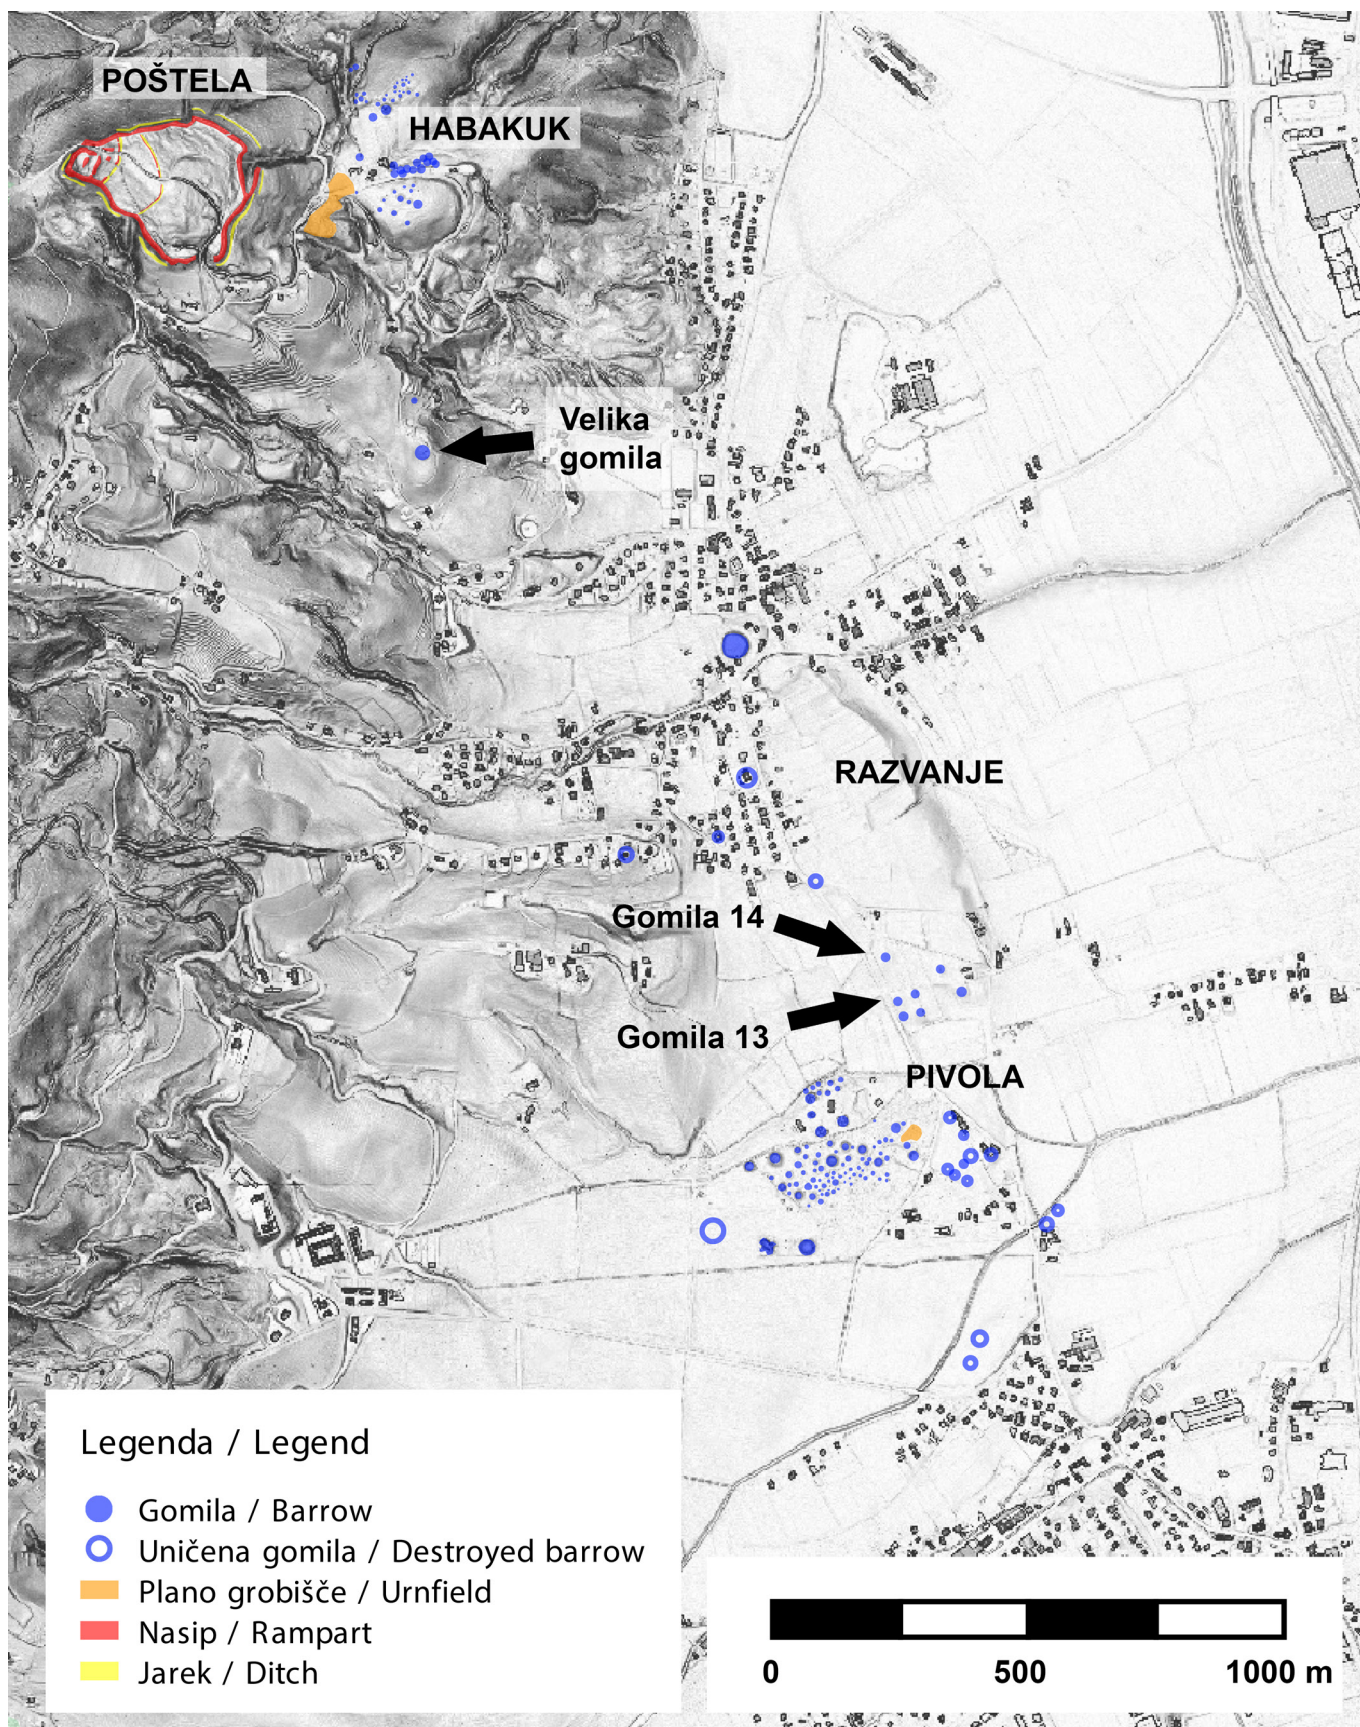 POŠTELA
HABAKUK
Velika
gomila
RAZVANJE
Gomila 14
Gomila 13
PIVOLA
Legenda / Legend
Gomila / Barrow
Uničena gomila / Destroyed barrow
Plano grobišče / Urnfield
Nasip / Rampart
Jarek / Ditch
0 500 1000 m